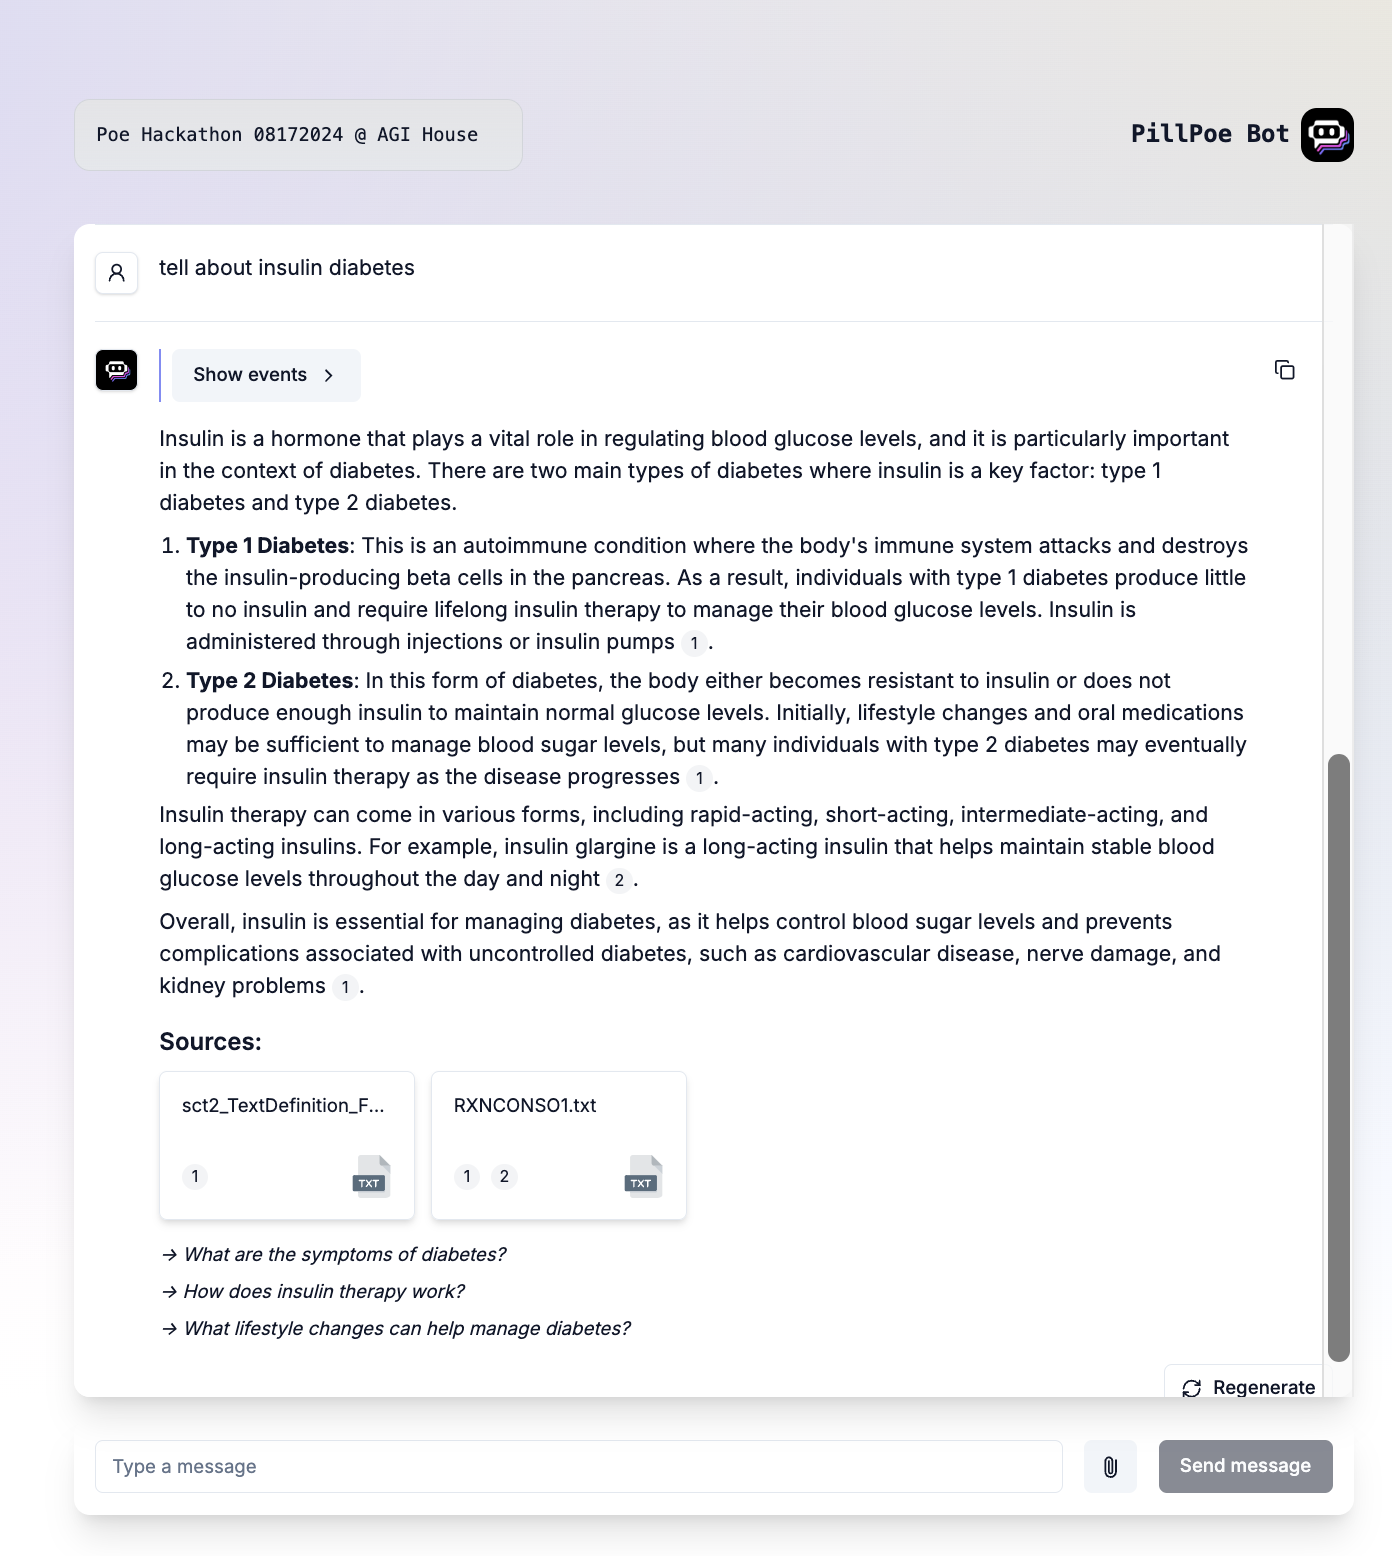 Poe Hackathon 08172024 @ AGI House
PillPoe Bot
tell about insulin diabetes
Show events
Insulin is a hormone that plays a vital role in regulating blood glucose levels, and it is particularly important
in the context of diabetes. There are two main types of diabetes where insulin is a key factor: type 1
diabetes and type 2 diabetes.
1. Type 1 Diabetes: This is an autoimmune condition where the body's immune system attacks and destroys
the insulin-producing beta cells in the pancreas. As a result, individuals with type 1 diabetes produce little
to no insulin and require lifelong insulin therapy to manage their blood glucose levels. Insulin is
administered through injections or insulin pumps 1.
2. Type 2 Diabetes: In this form of diabetes, the body either becomes resistant to insulin or does not
produce enough insulin to maintain normal glucose levels. Initially, lifestyle changes and oral medications
may be sufficient to manage blood sugar levels, but many individuals with type 2 diabetes may eventually
require insulin therapy as the disease progresses 1.
Insulin therapy can come in various forms, including rapid-acting, short-acting, intermediate-acting, and
long-acting insulins. For example, insulin glargine is a long-acting insulin that helps maintain stable blood
glucose levels throughout the day and night 2.
Overall, insulin is essential for managing diabetes, as it helps control blood sugar levels and prevents
complications associated with uncontrolled diabetes, such as cardiovascular disease, nerve damage, and
kidney problems 1.
Sources:
sct2_TextDefinition_F...
1
TXT
RXNCONSO1.txt
1 2
TXT
→ What are the symptoms of diabetes?
→ How does insulin therapy work?
→ What lifestyle changes can help manage diabetes?
Regenerate
Type a message
Send message